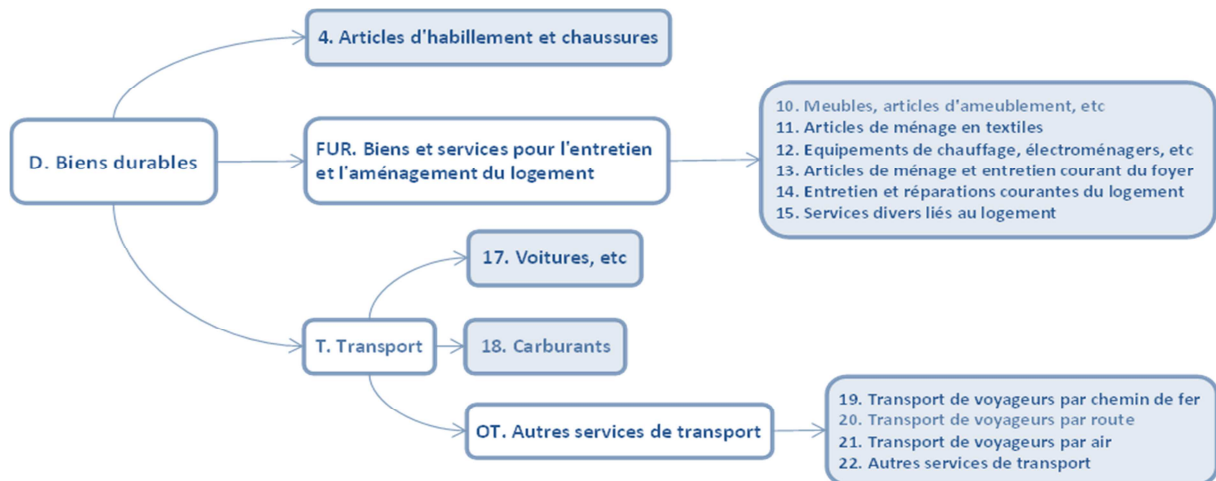 4. Articles d'habillement et chaussures
D. Biens durables
FUR. Biens et services pour l'entretien
et l'aménagement du logement
10. Meubles, articles d'ameublement, etc
11. Articles de ménage en textiles
12. Equipements de chauffage, électroménagers, etc
13. Articles de ménage et entretien courant du foyer
14. Entretien et réparations courantes du logement
15. Services divers liés au logement
17. Voitures, etc
T. Transport
18. Carburants
OT. Autres services de transport
19. Transport de voyageurs par chemin de fer
20. Transport de voyageurs par route
21. Transport de voyageurs par air
22. Autres services de transport